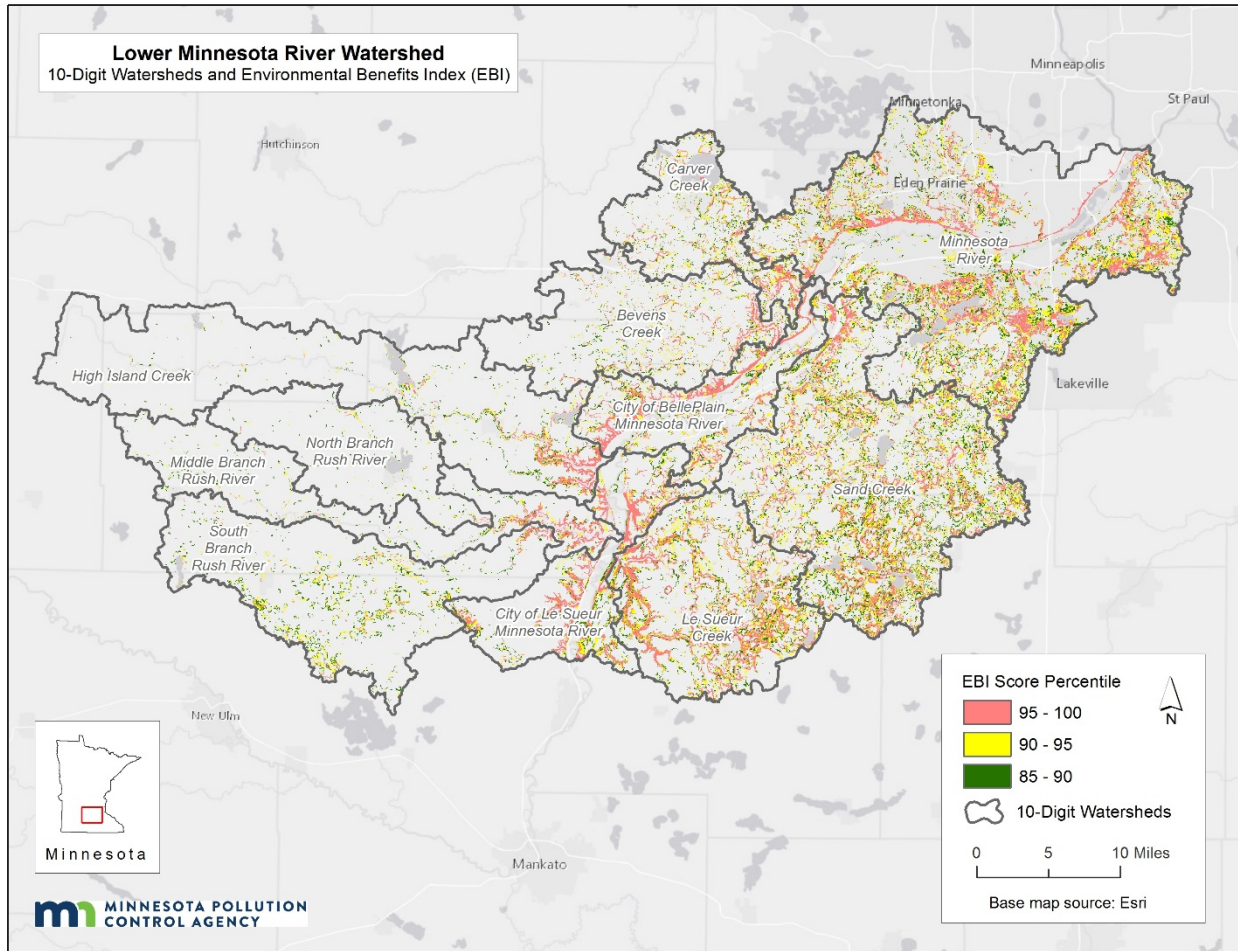 Lower Minnesota River Watershed
10-Digit Watersheds and Environmental Benefits Index (EBI)
Minneapolis
St Paul
Minnetonka
Hutchinson
Carver
Creek
Eden Prairie
Minnesota
River
Bevens
Creek
High Island Creek
Lakeville
City of BellePlain
Minnesota River
North Branch
Rush River
Middle Branch
Rush River
Sand Creek
South
Branch
Rush River
City of Le Sueur
Minnesota River
Le Sueur
Creek
New Ulm
Mankato
EBI Score Percentile
95 - 100
90 - 95
85 - 90
10-Digit Watersheds
N
0 5 10 Miles
Base map source: Esri
Minnesota
MINNESOTA POLLUTION
CONTROL AGENCY